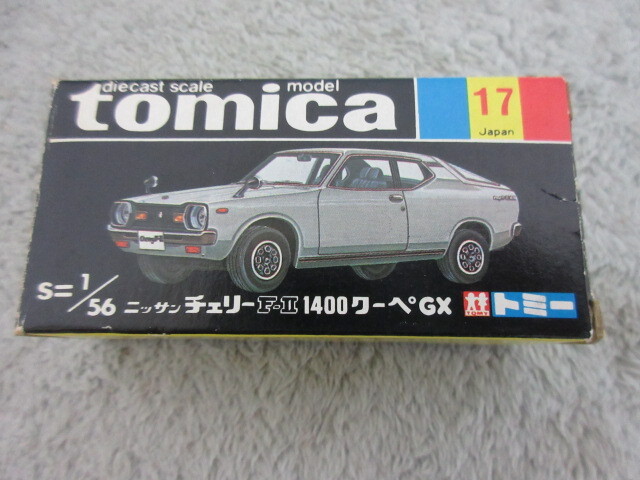 diecast scale model
tomica
17
Japan
S=1/56 ニッサン チェリーF-II 1400クーペGX
TOMY
トミー